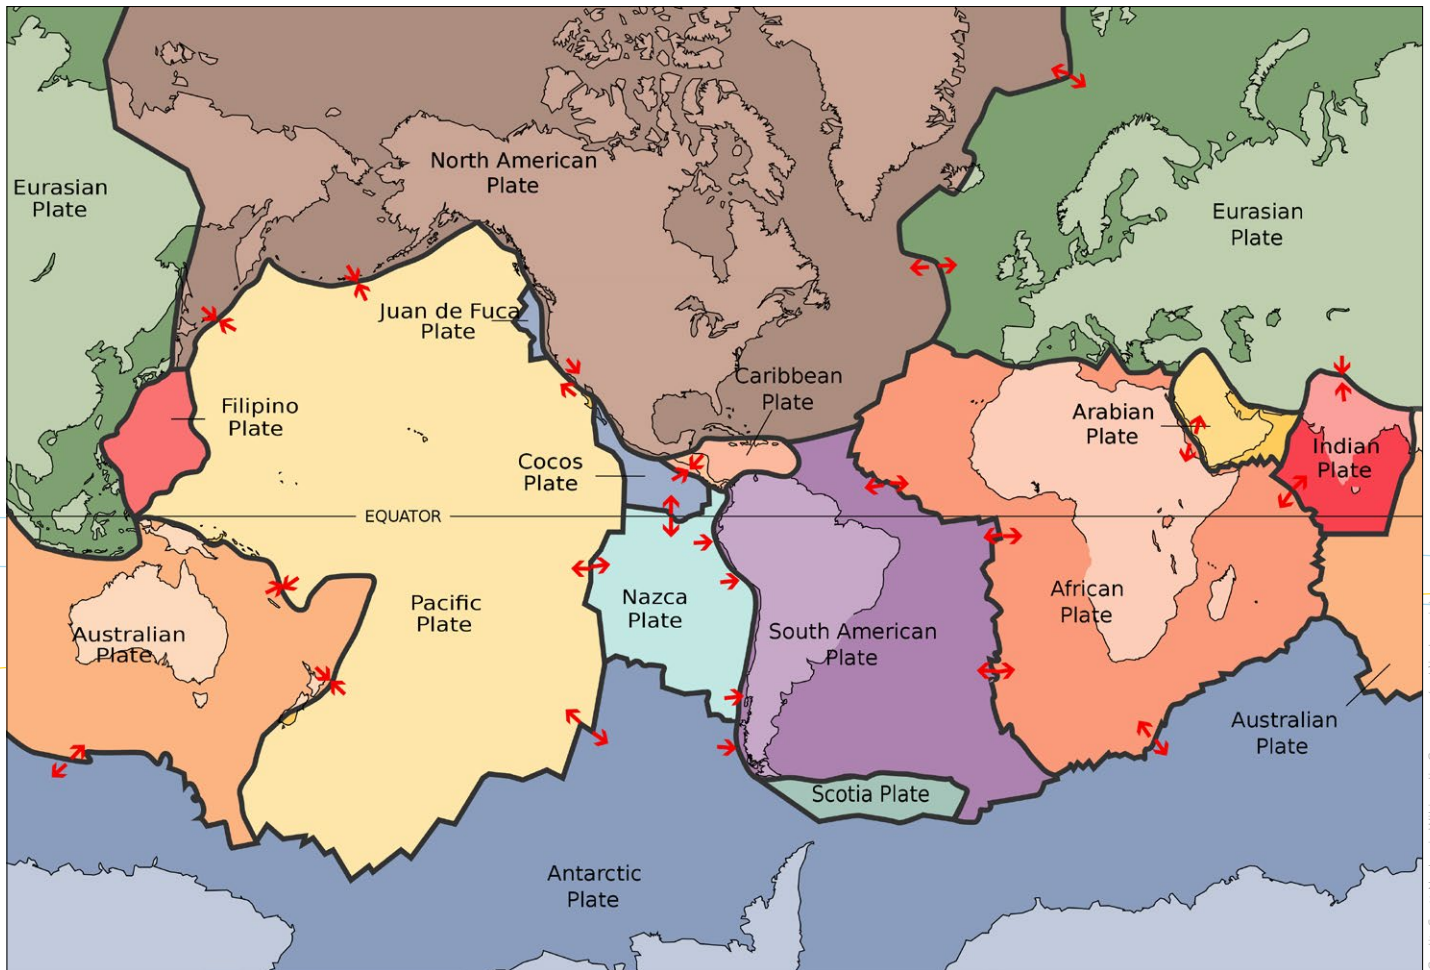 North American
Plate
Eurasian
Plate
Eurasian
Plate
Juan de Fuca
Plate
Caribbean
Plate
Filipino
Plate
Arabian
Plate
Indian
Plate
Cocos
Plate
EQUATOR
Pacific
Plate
Nazca
Plate
African
Plate
Australian
Plate
South American
Plate
Australian
Plate
Scotia Plate
Antarctic
Plate